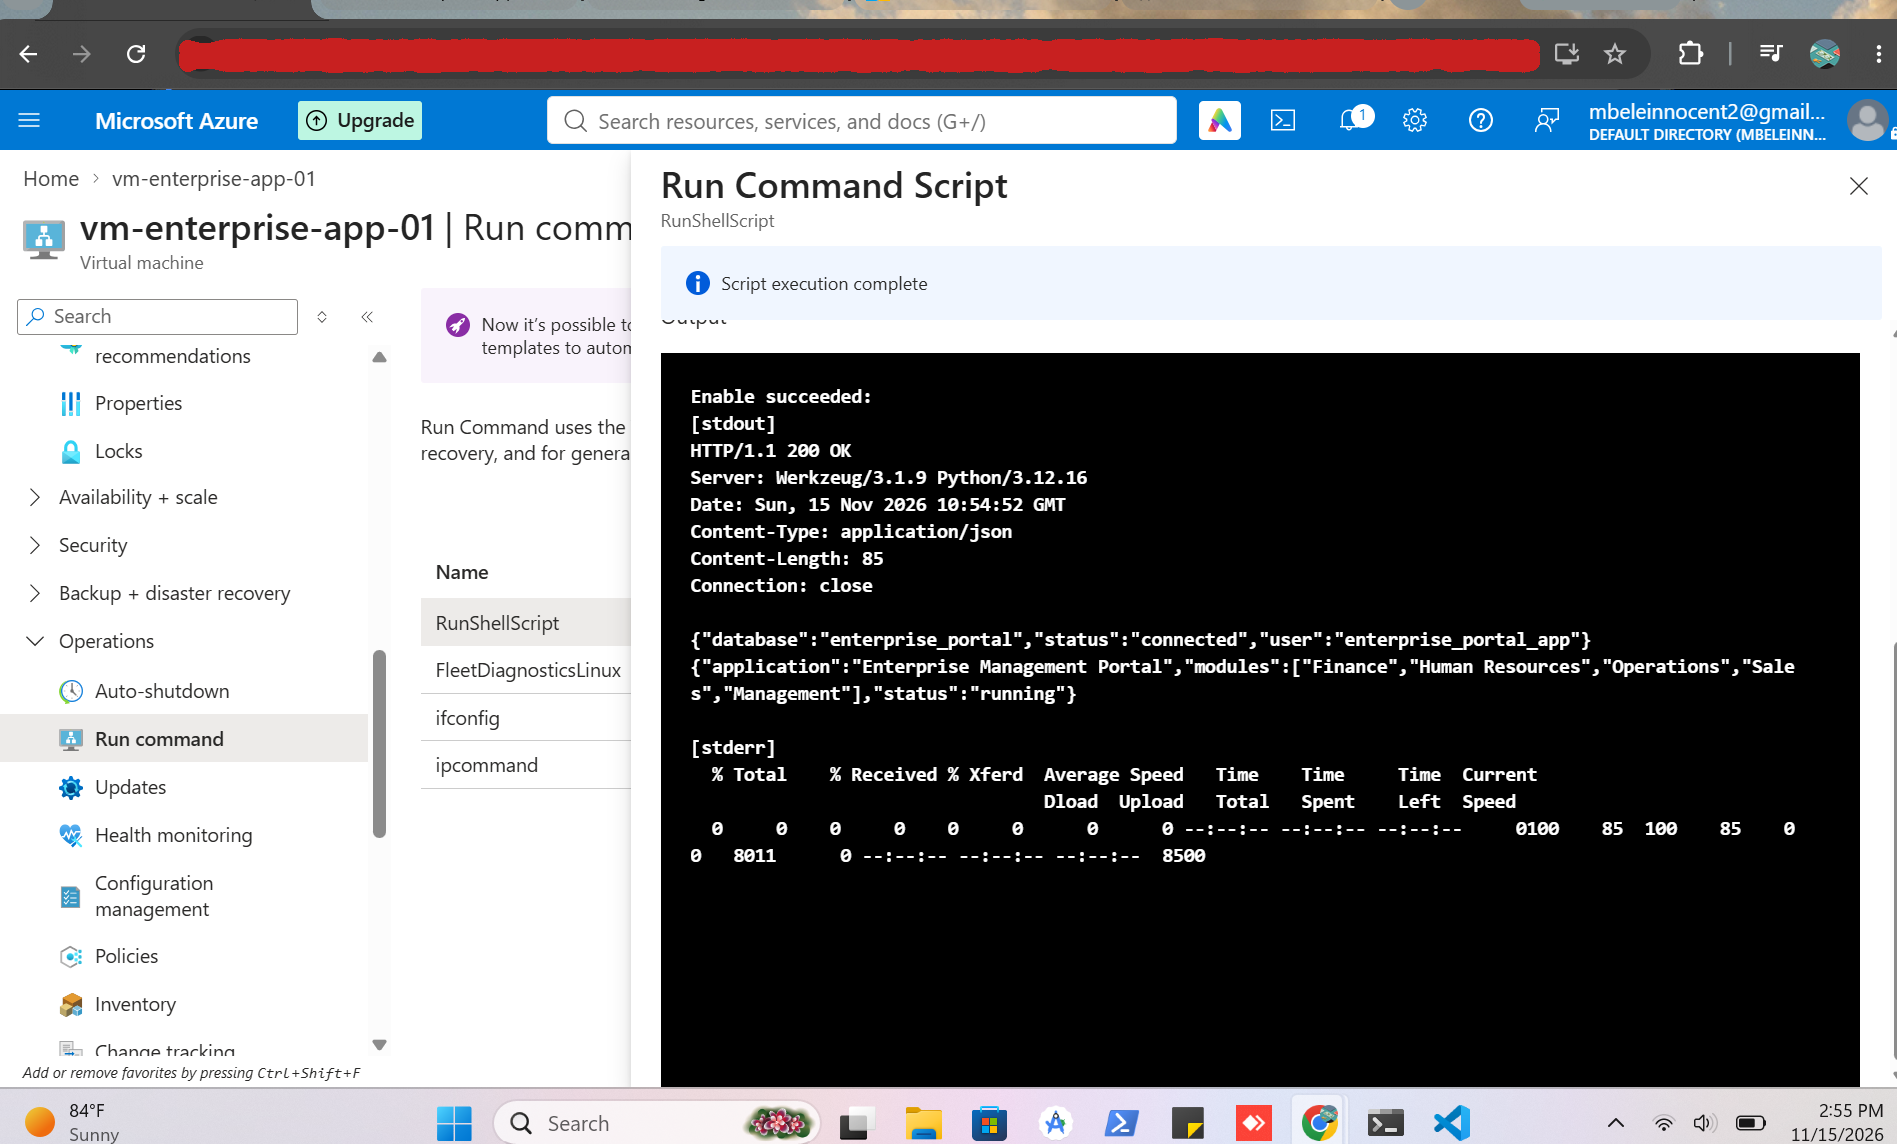 Microsoft Azure
Upgrade
Search resources, services, and docs (G+/)
1
mbeleinnocent2@gmail...
DEFAULT DIRECTORY (MBELEINN...
Home > vm-enterprise-app-01
vm-enterprise-app-01 | Run comm
Virtual machine
Search
recommendations
Properties
Locks
Availability + scale
Security
Backup + disaster recovery
Operations
Auto-shutdown
Run command
Updates
Health monitoring
Configuration
management
Policies
Inventory
Change tracking
Add or remove favorites by pressing Ctrl+Shift+F
Now it's possible to
templates to autom
Run Command uses the
recovery, and for genera
Name
RunShellScript
FleetDiagnosticsLinux
ifconfig
ipcommand
Run Command Script
RunShellScript
Script execution complete
Output
Enable succeeded:
[stdout]
HTTP/1.1 200 OK
Server: Werkzeug/3.1.9 Python/3.12.16
Date: Sun, 15 Nov 2026 10:54:52 GMT
Content-Type: application/json
Content-Length: 85
Connection: close
{"database":"enterprise_portal","status":"connected","user":"enterprise_portal_app"}
{"application":"Enterprise Management Portal","modules":["Finance","Human Resources","Operations","Sale
s","Management"],"status":"running"}
[stderr]
% Total % Received % Xferd Average Speed Time Time Time Current
Dload Upload Total Spent Left Speed
0 0 0 0 0 0 0 0 --:--:-- --:--:-- --:--:-- 0100 85 100 85 0
0 8011 0 --:--:-- --:--:-- --:--:-- 8500
84°F
Sunny
Search
2:55 PM
11/15/2026